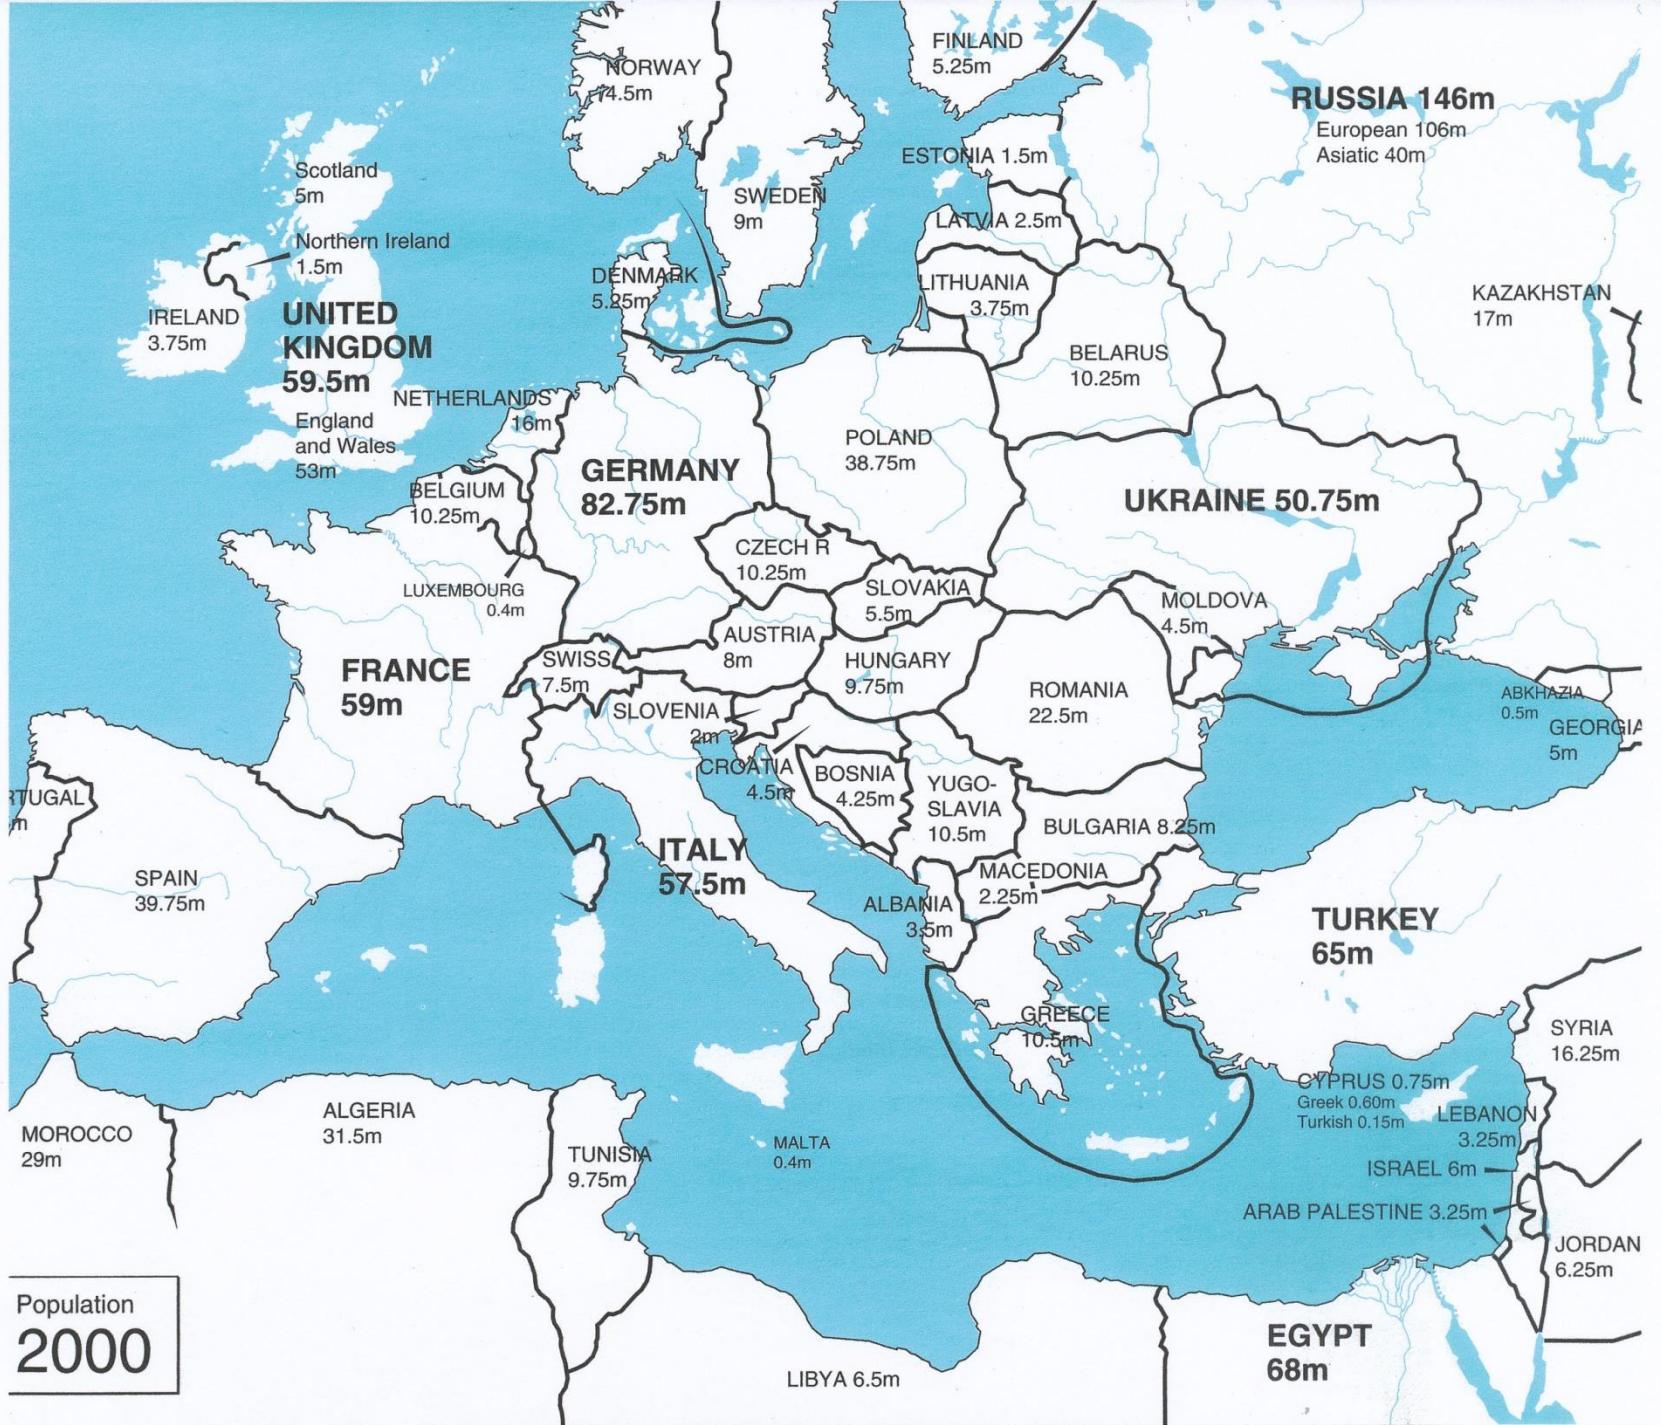 NORWAY
4.5m
FINLAND
5.25m
RUSSIA 146m
European 106m
Asiatic 40m
ESTONIA 1.5m
Scotland
5m
SWEDEN
9m
LATVIA 2.5m
Northern Ireland
1.5m
DENMARK
5.25m
LITHUANIA
3.75m
KAZAKHSTAN
17m
IRELAND
3.75m
UNITED
KINGDOM
59.5m
England
and Wales
53m
BELARUS
10.25m
NETHERLANDS
16m
POLAND
38.75m
GERMANY
82.75m
BELGIUM
10.25m
UKRAINE 50.75m
CZECH R
10.25m
LUXEMBOURG
0.4m
SLOVAKIA
5.5m
MOLDOVA
4.5m
AUSTRIA
8m
FRANCE
59m
SWISS
7.5m
HUNGARY
9.75m
ROMANIA
22.5m
ABKHAZIA
0.5m
GEORGIA
5m
SLOVENIA
2m
CROATIA
4.5m
BOSNIA
4.25m
YUGO-
SLAVIA
10.5m
RTUGAL
m
BULGARIA 8.25m
ITALY
57.5m
MACEDONIA
2.25m
SPAIN
39.75m
ALBANIA
3.5m
TURKEY
65m
GREECE
10.5m
SYRIA
16.25m
CYPRUS 0.75m
Greek 0.60m
Turkish 0.15m
LEBANON
3.25m
ALGERIA
31.5m
MOROCCO
29m
TUNISIA
9.75m
MALTA
0.4m
ISRAEL 6m
ARAB PALESTINE 3.25m
JORDAN
6.25m
Population
2000
EGYPT
68m
LIBYA 6.5m